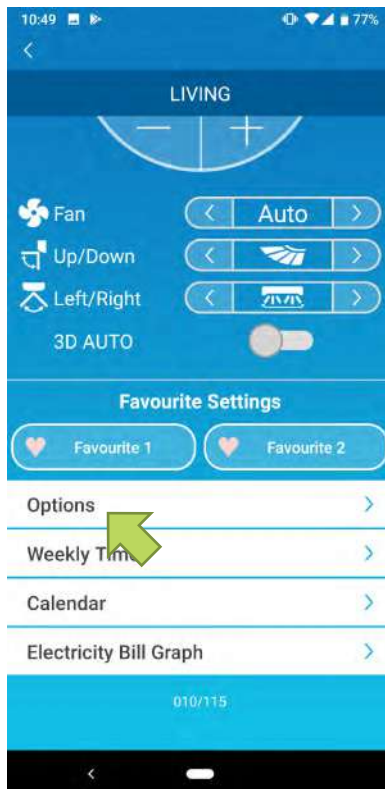 10:49 77%
LIVING
Fan Auto
Up/Down
Left/Right
3D AUTO
Favourite Settings
Favourite 1 Favourite 2
Options
Weekly
Calendar
Electricity Bill Graph
010/115